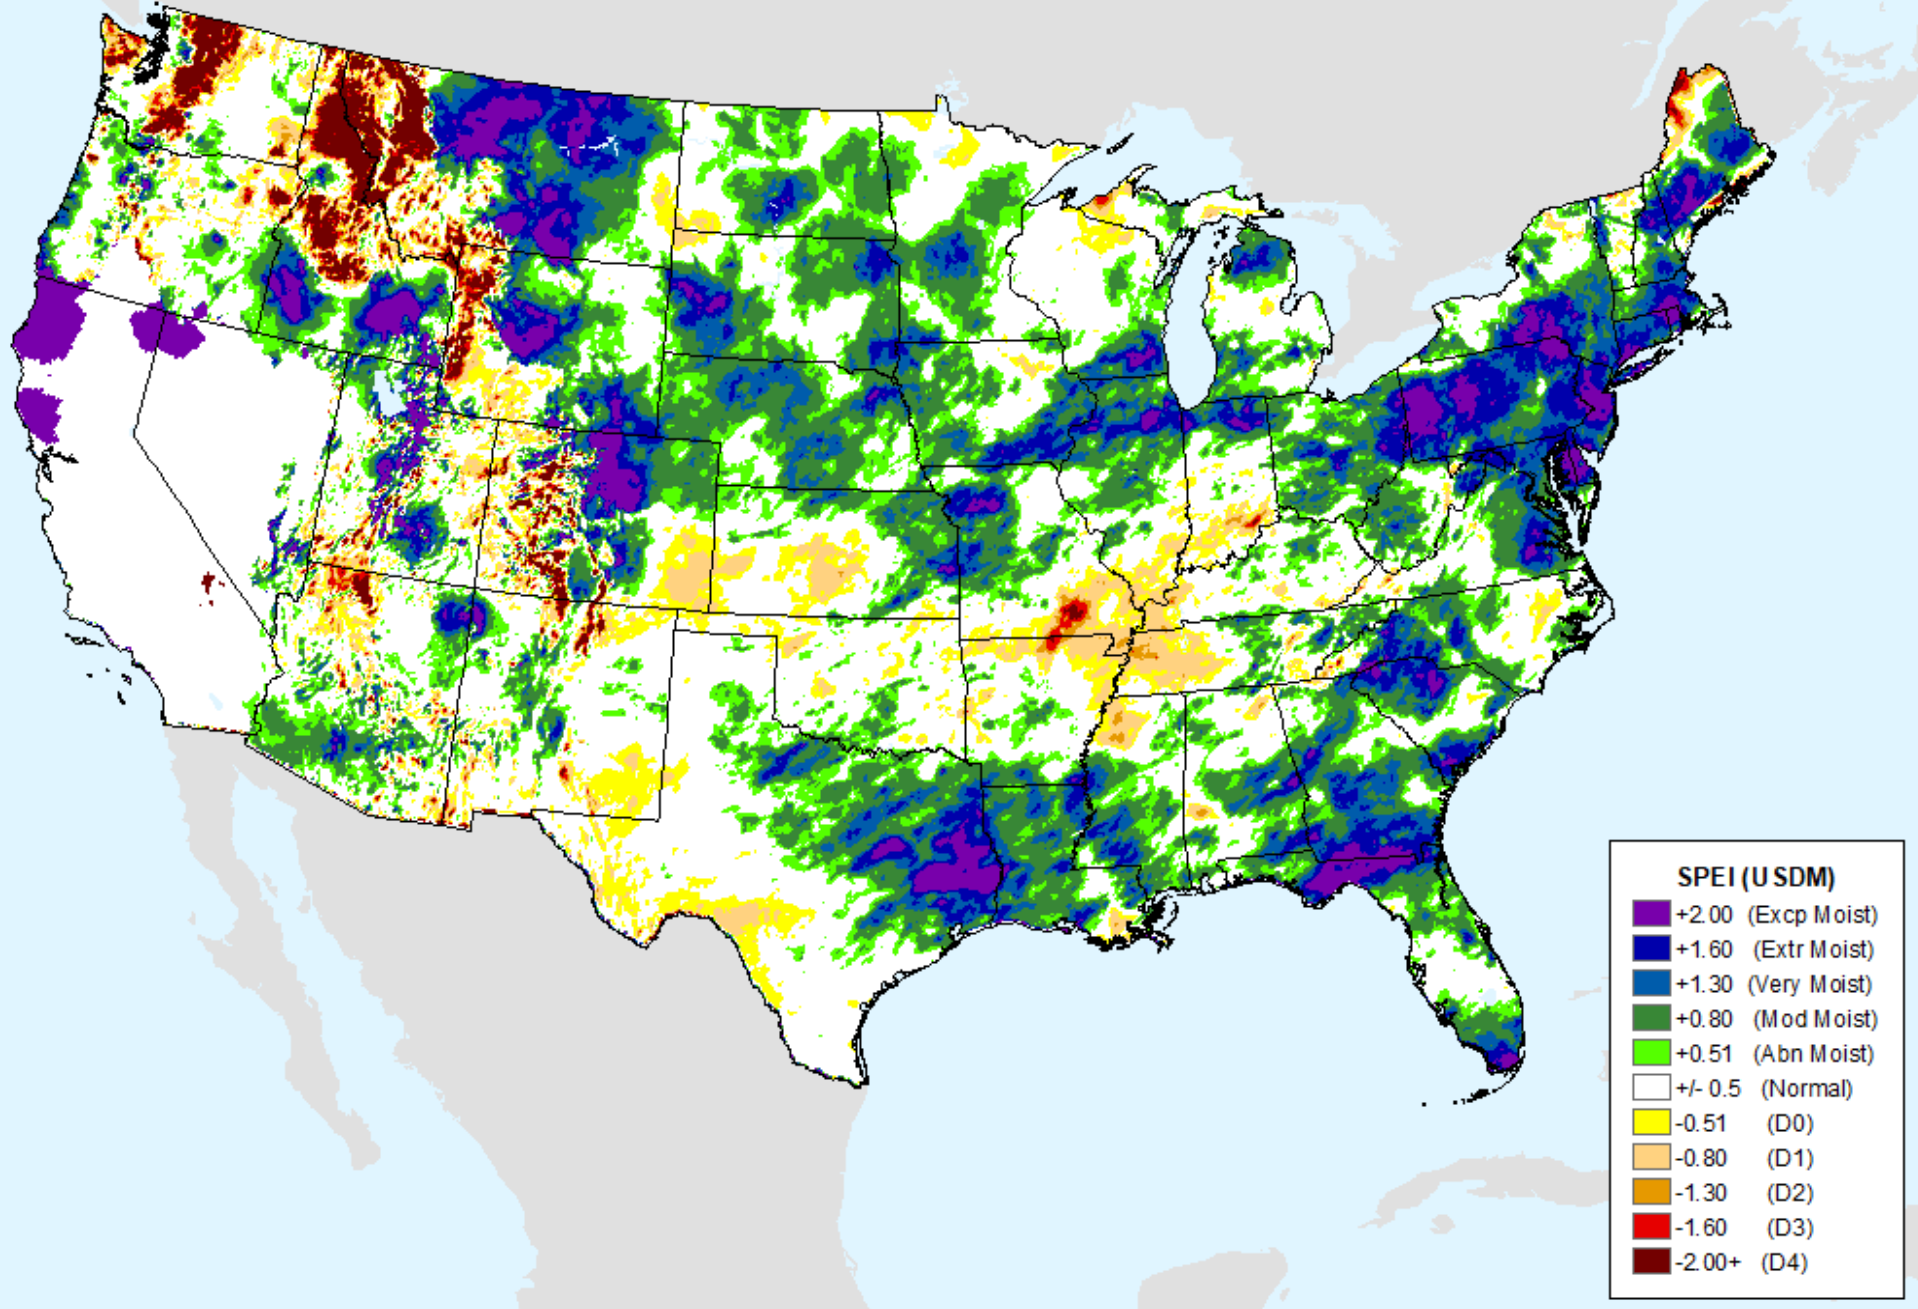 SPEI (USDM)
+2.00 (Excp Moist)
+1.60 (Extr Moist)
+1.30 (Very Moist)
+0.80 (Mod Moist)
+0.51 (Abn Moist)
+/- 0.5 (Normal)
-0.51 (D0)
-0.80 (D1)
-1.30 (D2)
-1.60 (D3)
-2.00+ (D4)